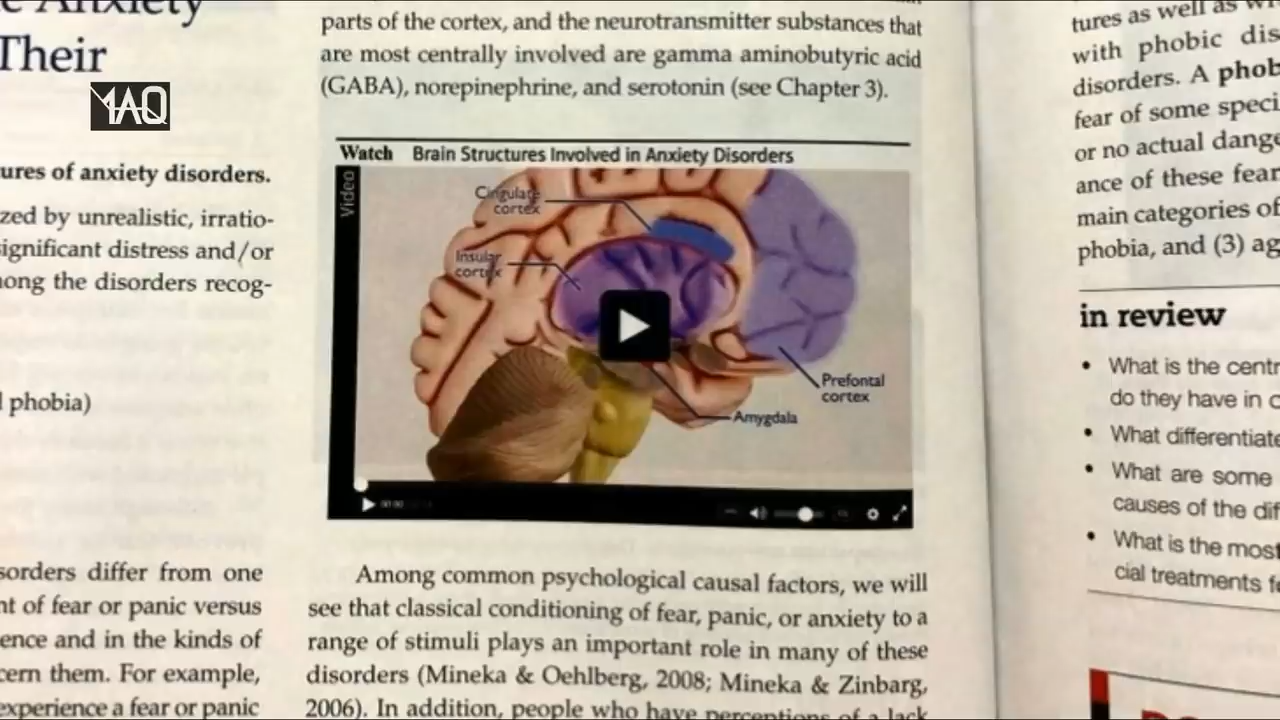 e Anxiety
Their
MAQ
ures of anxiety disorders.
zed by unrealistic, irratio-
significant distress and/or
nong the disorders recog-
l phobia)
sorders differ from one
nt of fear or panic versus
ence and in the kinds of
cern them. For example,
experience a fear or panic
parts of the cortex, and the neurotransmitter substances that
are most centrally involved are gamma aminobutyric acid
(GABA), norepinephrine, and serotonin (see Chapter 3).
Watch Brain Structures Involved in Anxiety Disorders
Video
Cingulate
cortex
Insular
cortex
Prefontal
cortex
Amygdala
00:00
Among common psychological causal factors, we will
see that classical conditioning of fear, panic, or anxiety to a
range of stimuli plays an important role in many of these
disorders (Mineka & Oehlberg, 2008; Mineka & Zinbarg,
2006). In addition, people who have perceptions of a lack
tures as well as wi
with phobic dis
disorders. A phob
fear of some speci
or no actual dange
ance of these fear
main categories of
phobia, and (3) ag
in review
• What is the centr
do they have in c
• What differentiate
• What are some
causes of the dif
• What is the most
cial treatments fo